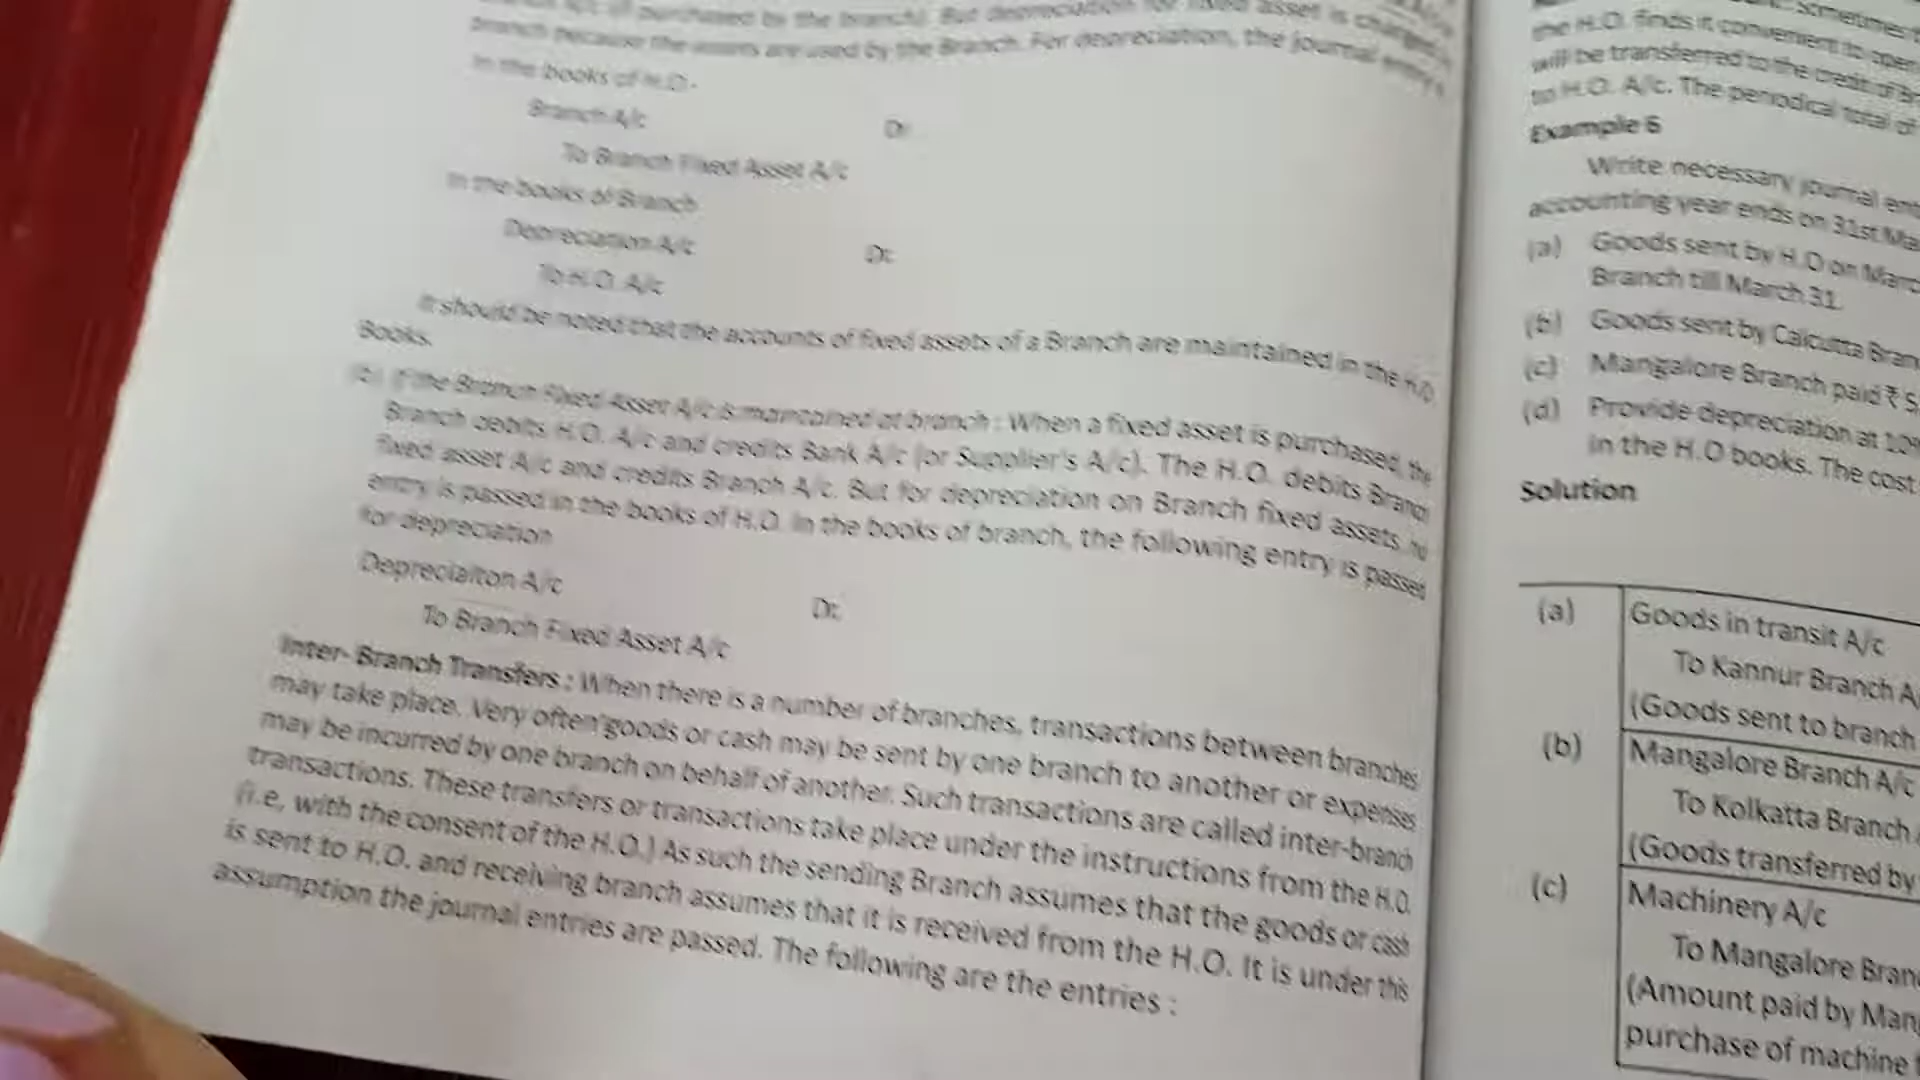 (if purchased by the branch). But depreciation for fixed asset is charged
Branch because the assets are used by the Branch. For depreciation, the journal entry
In the books of H.O-
Branch A/c Dr
To Branch Fixed Asset A/c
In the books of Branch
Depreciation A/c Dr.
To H.O. A/c
It should be noted that the accounts of fixed assets of a Branch are maintained in the H.O.
Books.
(b) If the Branch Fixed Asset A/c is maintained at branch : When a fixed asset is purchased, the
Branch debits H.O. A/c and credits Bank A/c (or Supplier's A/c). The H.O. debits Branch
fixed asset A/c and credits Branch A/c. But for depreciation on Branch fixed assets no
entry is passed in the books of H.O. In the books of branch, the following entry is passed
for depreciation
Depreciaiton A/c Dr.
To Branch Fixed Asset A/c
Inter- Branch Transfers : When there is a number of branches, transactions between branches
may take place. Very often goods or cash may be sent by one branch to another or expenses
may be incurred by one branch on behalf of another. Such transactions are called inter-branch
transactions. These transfers or transactions take place under the instructions from the H.O.
(i.e, with the consent of the H.O.) As such the sending Branch assumes that the goods or cash
is sent to H.O. and receiving branch assumes that it is received from the H.O. It is under this
assumption the journal entries are passed. The following are the entries :
sometimes
the H.O. finds it convenient to open
will be transferred to the credit of
to H.O. A/c. The periodical total of
Example 6
Write necessary journal
accounting year ends on 31st
(a) Goods sent by H.O on
Branch till March 31.
(b) Goods sent by Calcutta
(c) Mangalore Branch paid ₹
(d) Provide depreciation at
in the H.O books. The cost
Solution
(a) Goods in transit A/c
To Kannur Branch
(Goods sent to branch
(b) Mangalore Branch A/c
To Kolkatta Branch
(Goods transferred by
(c) Machinery A/c
To Mangalore
(Amount paid by
purchase of machine